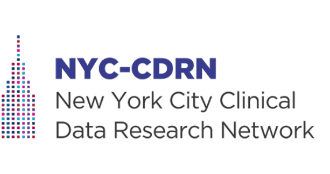 NYC-CDRN
New York City Clinical
Data Research Network